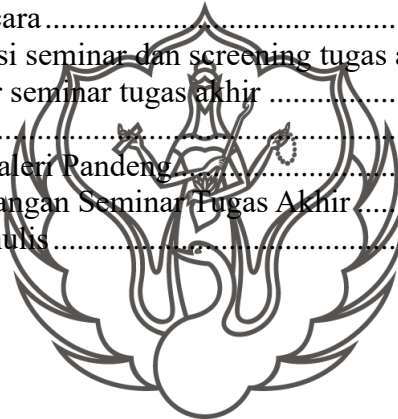 cara.......................................
si seminar dan screening tugas a
r seminar tugas akhir ................
.............................................
aleri Pandeng...........................
angan Seminar Tugas Akhir .....
ulis..........................................